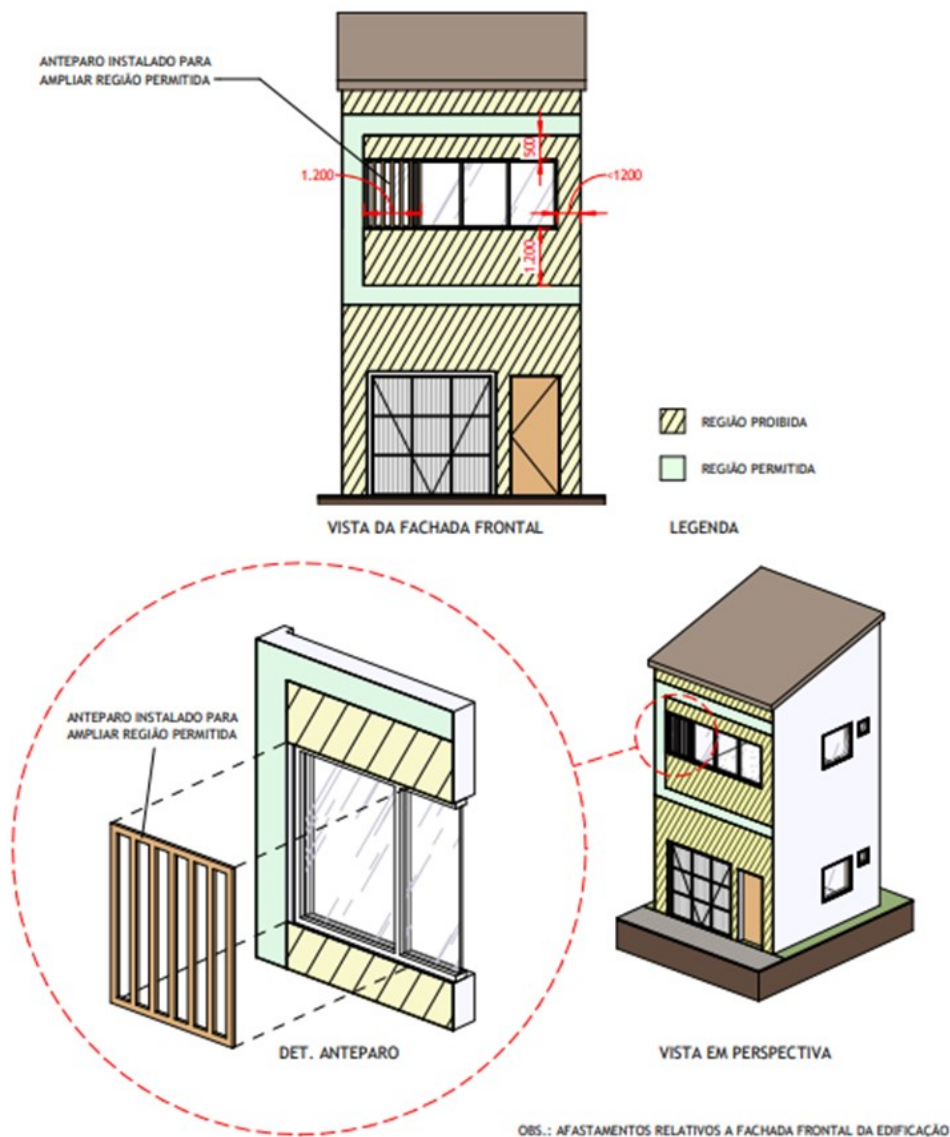 ANTEPARO INSTALADO PARA
AMPLIAR REGIÃO PERMITIDA
500
1.200
<1200
1.200
REGIÃO PROIBIDA
REGIÃO PERMITIDA
VISTA DA FACHADA FRONTAL
LEGENDA
ANTEPARO INSTALADO PARA
AMPLIAR REGIÃO PERMITIDA
DET. ANTEPARO
VISTA EM PERSPECTIVA
OBS.: AFASTAMENTOS RELATIVOS A FACHADA FRONTAL DA EDIFICAÇÃO